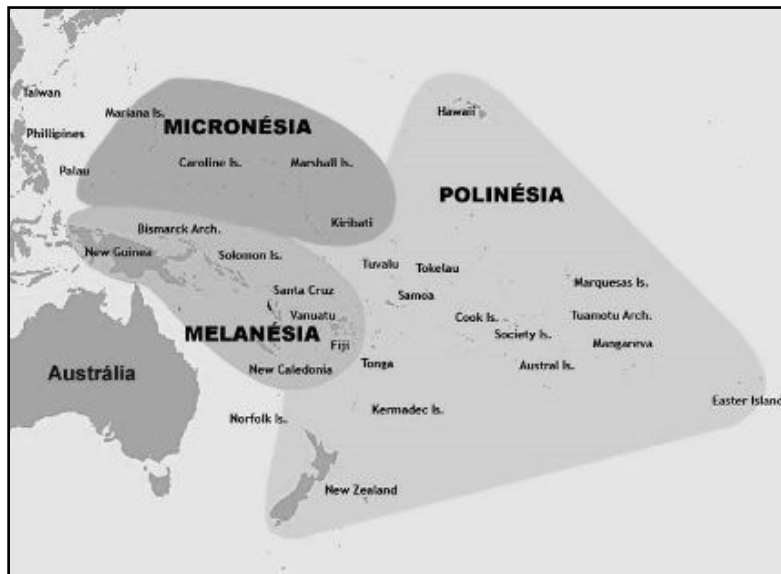 Taiwan
Hawaii
Mariana Is.
MICRONÉSIA
Phillipines
Caroline Is.
Marshall Is.
Palau
POLINÉSIA
Kiribati
Bismarck Arch.
New Guinea
Solomon Is.
Tuvalu
Tokelau
Marquesas Is.
Santa Cruz
Samoa
Vanuatu
Cook Is.
Tuamotu Arch.
MELANÉSIA
Society Is.
Fiji
Mangareva
Tonga
Austral Is.
New Caledonia
Austrália
Easter Island
Norfolk Is.
Kermadec Is.
New Zealand